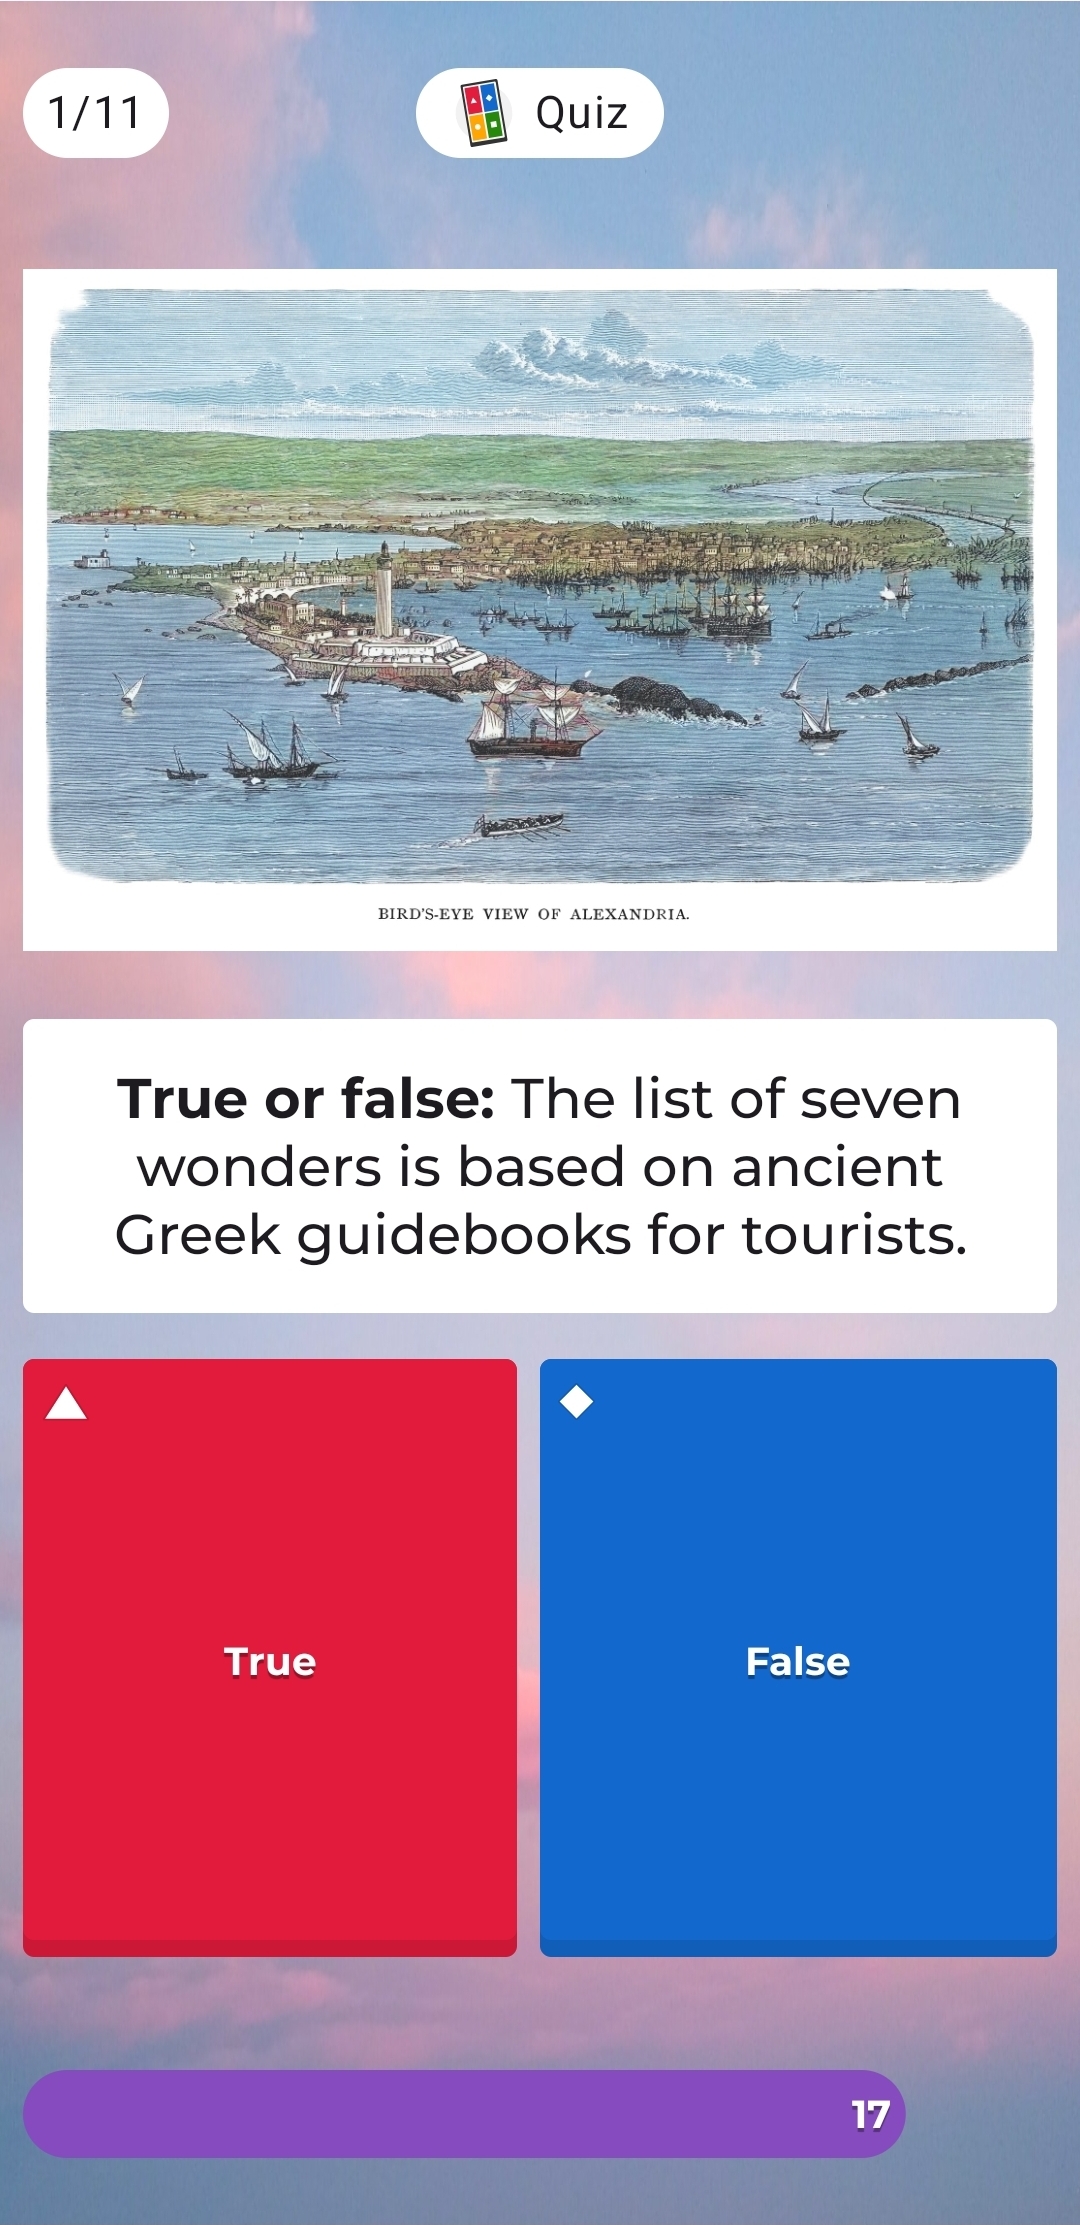 1/11
Quiz
BIRD'S-EYE VIEW OF ALEXANDRIA.
True or false: The list of seven
wonders is based on ancient
Greek guidebooks for tourists.
True
False
17